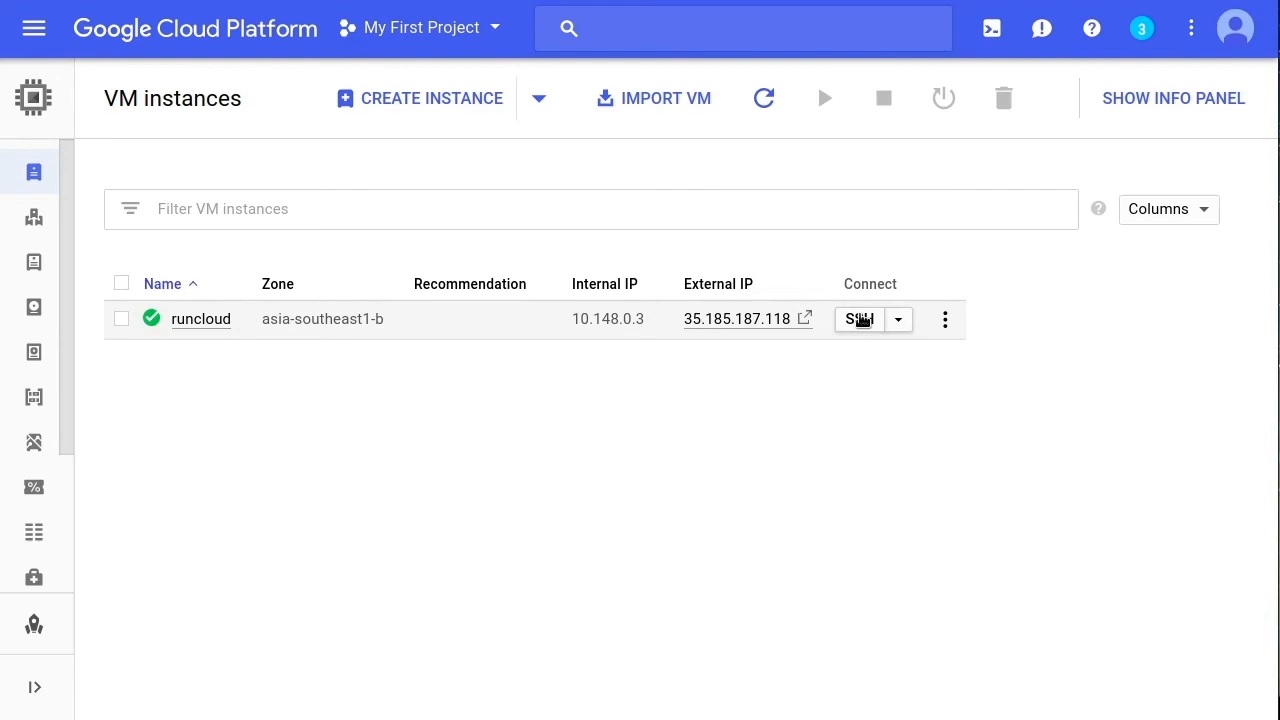 Google Cloud Platform My First Project 3
VM instances CREATE INSTANCE IMPORT VM SHOW INFO PANEL
Filter VM instances Columns
Name Zone Recommendation Internal IP External IP Connect
runcloud asia-southeast1-b 10.148.0.3 35.185.187.118 SSH